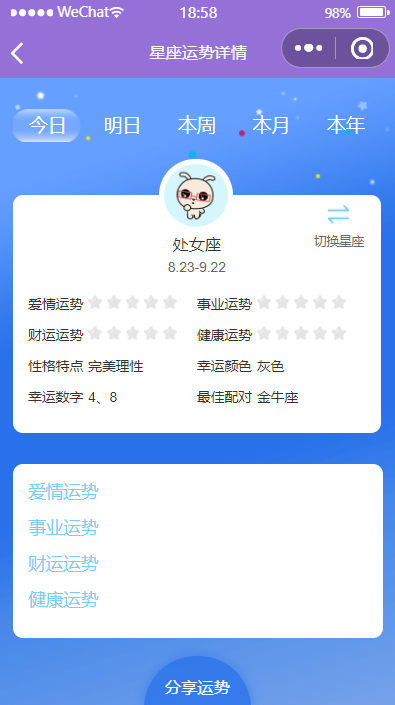 WeChat 18:58 98%
星座运势详情
今日 明日 本周 本月 本年
处女座
切换星座
8.23-9.22
爱情运势 事业运势
财运运势 健康运势
性格特点 完美理性 幸运颜色 灰色
幸运数字 4、8 最佳配对 金牛座
爱情运势
事业运势
财运运势
健康运势
分享运势